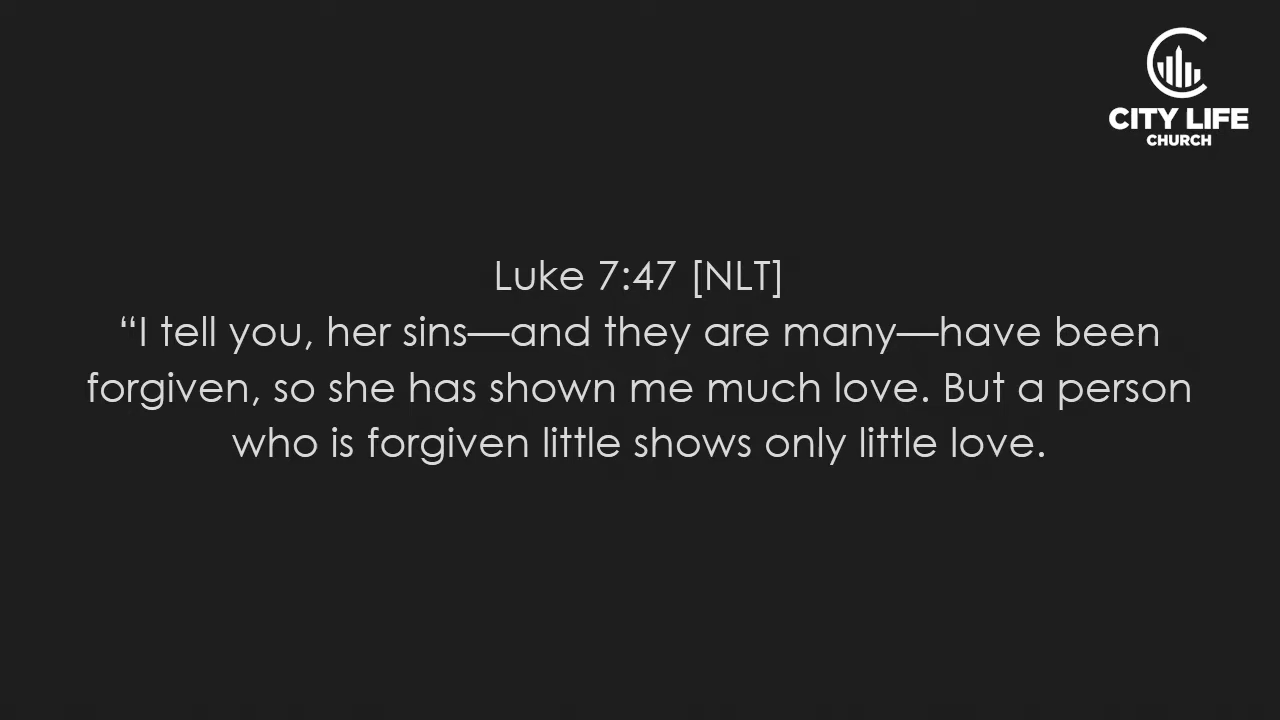 CITY LIFE
CHURCH
Luke 7:47 [NLT]
“I tell you, her sins—and they are many—have been
forgiven, so she has shown me much love. But a person
who is forgiven little shows only little love.